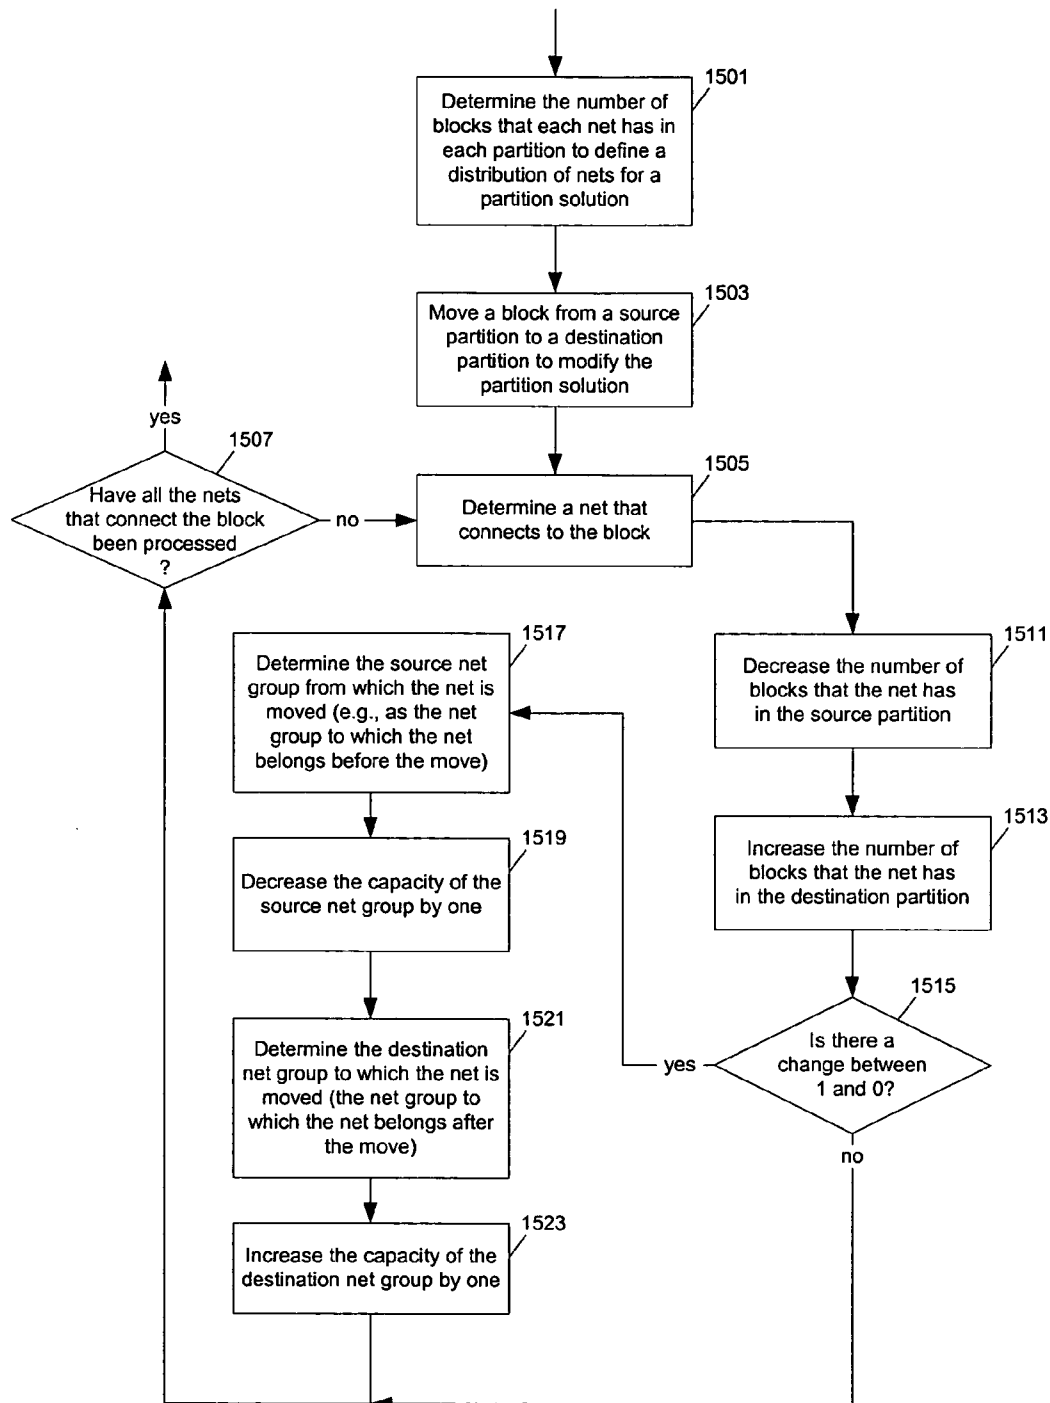 1501
Determine the number of
blocks that each net has in
each partition to define a
distribution of nets for a
partition solution
1503
Move a block from a source
partition to a destination
partition to modify the
partition solution
yes
1507
Have all the nets
that connect the block
been processed
?
no
1505
Determine a net that
connects to the block
1511
Decrease the number of
blocks that the net has
in the source partition
1513
Increase the number of
blocks that the net has
in the destination partition
1515
Is there a
change between
1 and 0?
yes
no
1517
Determine the source net
group from which the net is
moved (e.g., as the net
group to which the net
belongs before the move)
1519
Decrease the capacity of the
source net group by one
1521
Determine the destination
net group to which the net is
moved (the net group to
which the net belongs after
the move)
1523
Increase the capacity of the
destination net group by one